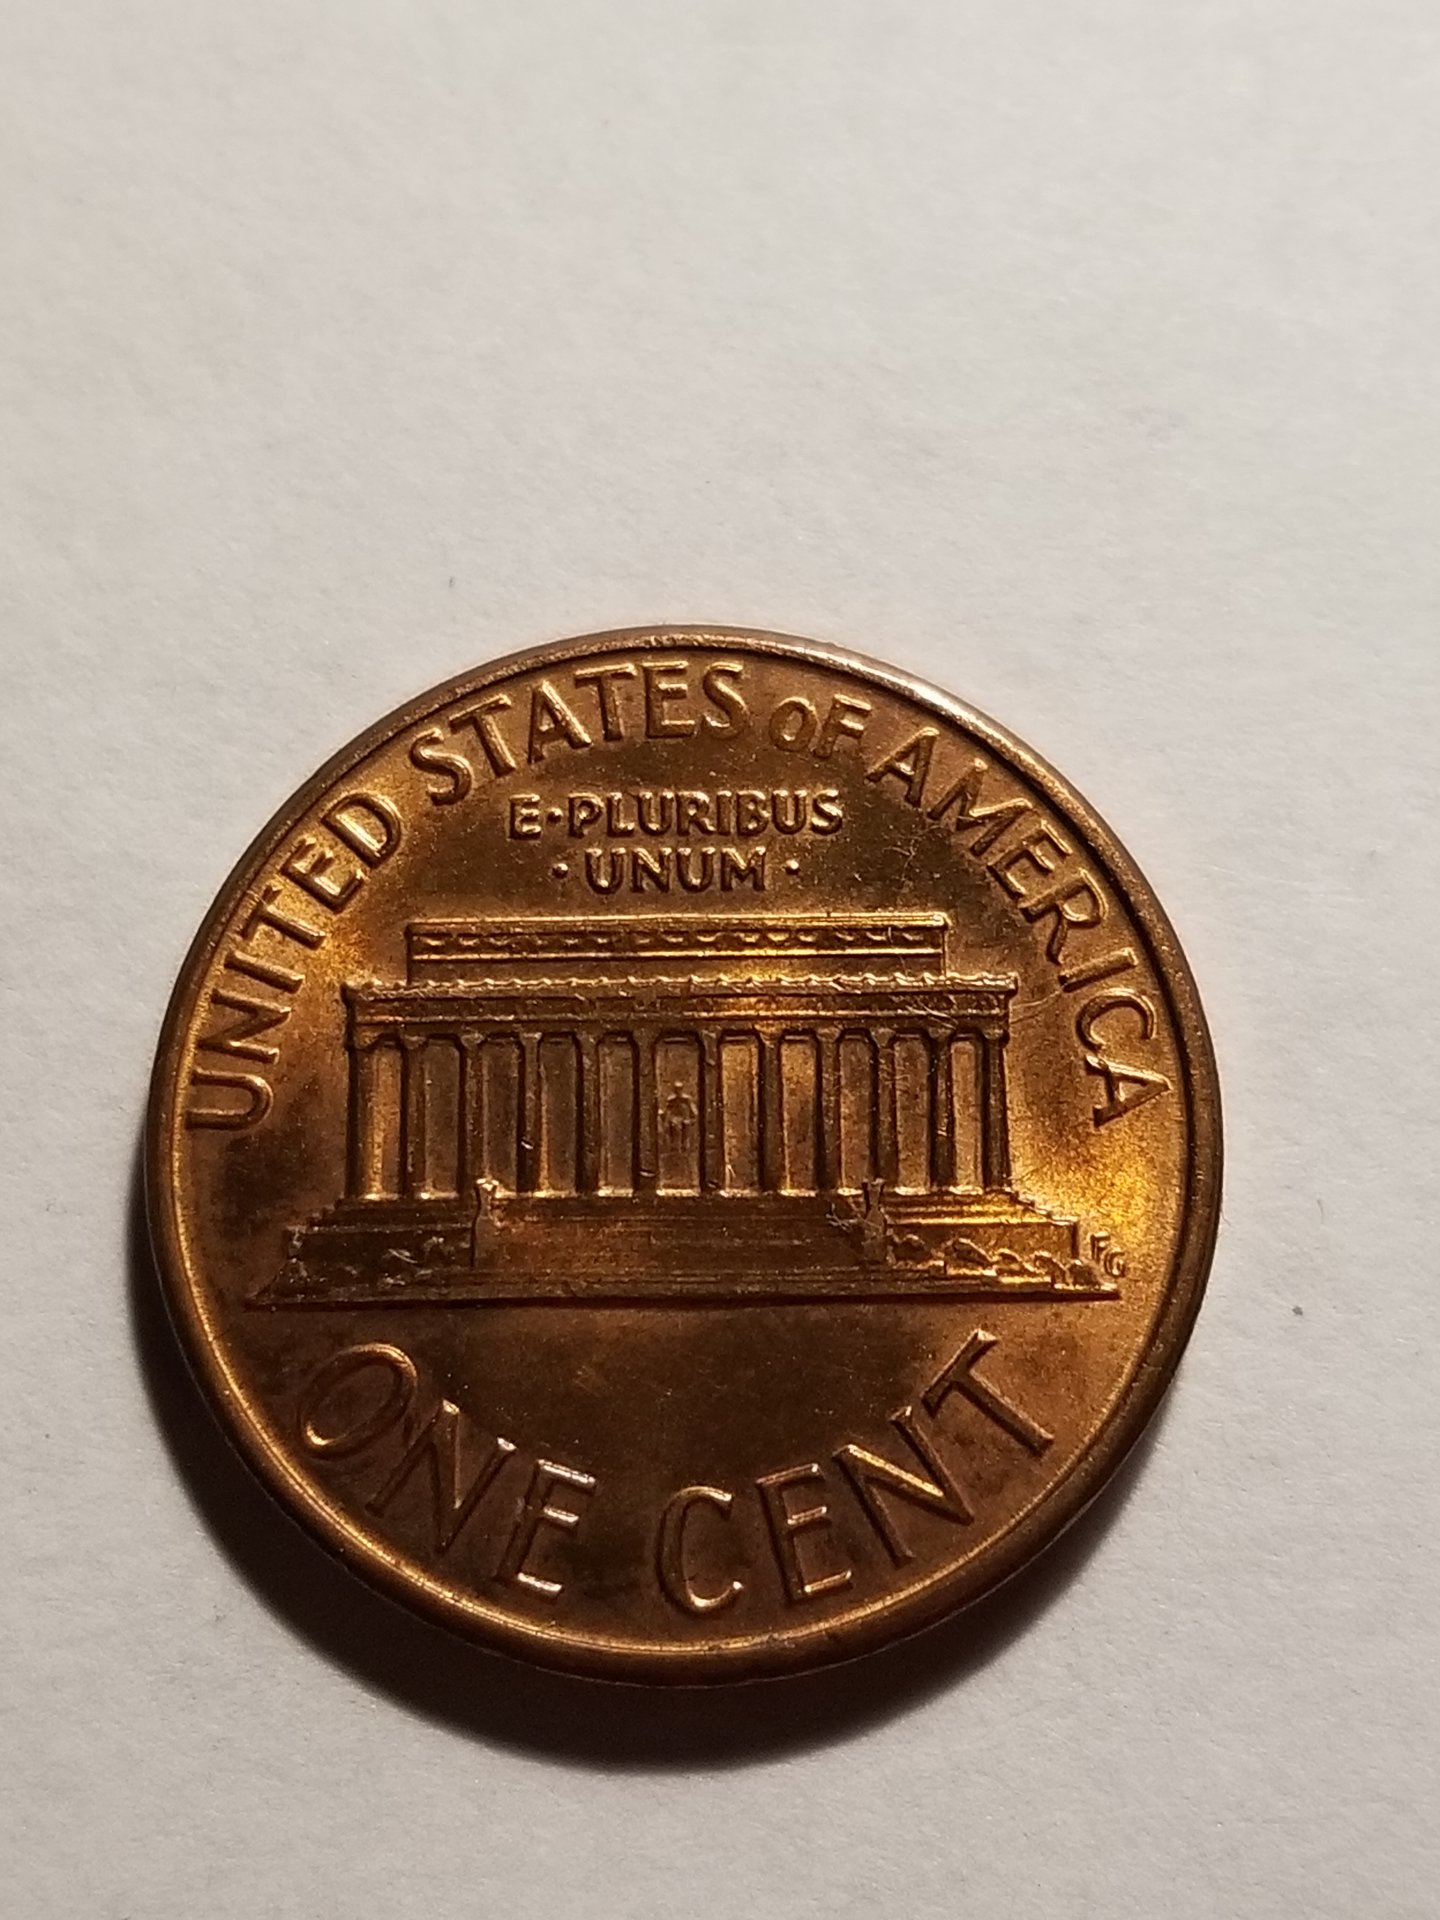 UNITED STATES OF AMERICA
E·PLURIBUS
·UNUM·
FG
ONE CENT